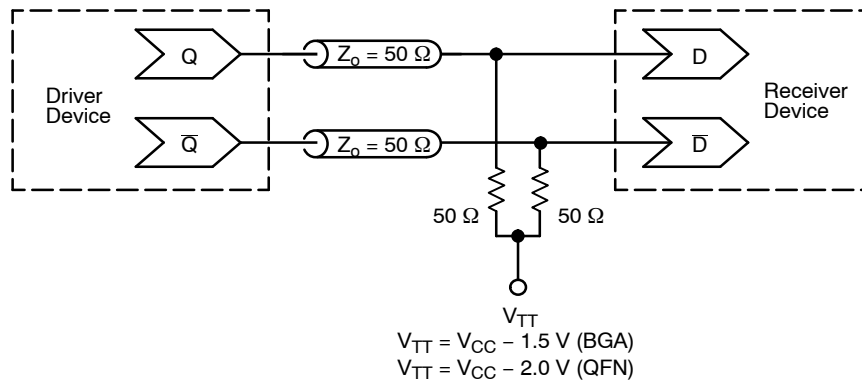 Q
Z₀ = 50 Ω
D
Driver
Device
Receiver
Device
Q̅
Z₀ = 50 Ω
D̅
50 Ω
50 Ω
V_TT
V_TT = V_CC – 1.5 V (BGA)
V_TT = V_CC – 2.0 V (QFN)